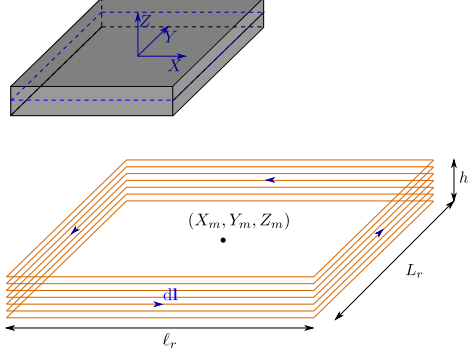 Z
Y
X
h
(X_m, Y_m, Z_m)
L_r
dl
ℓ_r